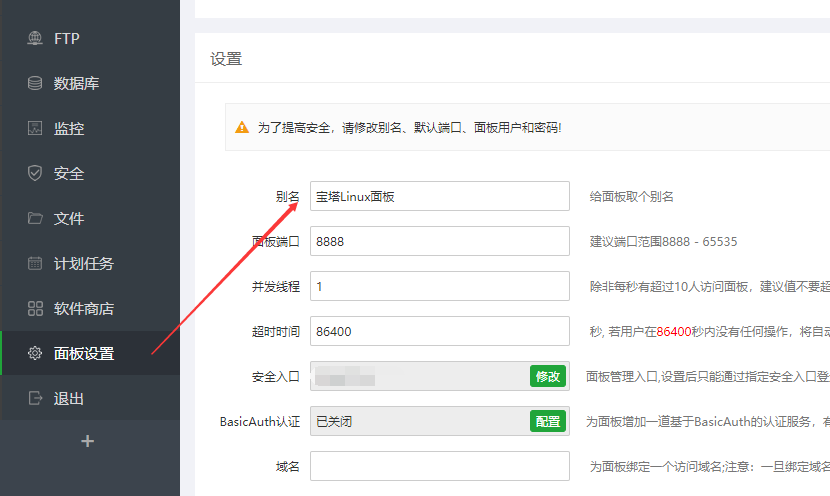 FTP
数据库
监控
安全
文件
计划任务
软件商店
面板设置
退出
设置
为了提高安全，请修改别名、默认端口、面板用户和密码!
别名 宝塔Linux面板 给面板取个别名
面板端口 8888 建议端口范围8888 - 65535
并发线程 1 除非每秒有超过10人访问面板，建议值不要超
超时时间 86400 秒, 若用户在86400秒内没有任何操作，将自动
安全入口 修改 面板管理入口,设置后只能通过指定安全入口登
BasicAuth认证 已关闭 配置 为面板增加一道基于BasicAuth的认证服务，有
域名 为面板绑定一个访问域名;注意：一旦绑定域名